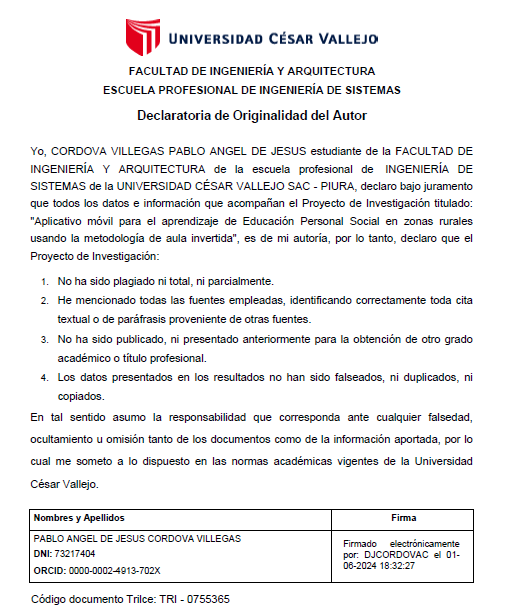 UNIVERSIDAD CÉSAR VALLEJO
FACULTAD DE INGENIERÍA Y ARQUITECTURA
ESCUELA PROFESIONAL DE INGENIERÍA DE SISTEMAS
Declaratoria de Originalidad del Autor
Yo, CORDOVA VILLEGAS PABLO ANGEL DE JESUS estudiante de la FACULTAD DE
INGENIERÍA Y ARQUITECTURA de la escuela profesional de INGENIERÍA DE
SISTEMAS de la UNIVERSIDAD CÉSAR VALLEJO SAC - PIURA, declaro bajo juramento
que todos los datos e información que acompañan el Proyecto de Investigación titulado:
"Aplicativo móvil para el aprendizaje de Educación Personal Social en zonas rurales
usando la metodología de aula invertida", es de mi autoría, por lo tanto, declaro que el
Proyecto de Investigación:
1. No ha sido plagiado ni total, ni parcialmente.
2. He mencionado todas las fuentes empleadas, identificando correctamente toda cita
textual o de paráfrasis proveniente de otras fuentes.
3. No ha sido publicado, ni presentado anteriormente para la obtención de otro grado
académico o título profesional.
4. Los datos presentados en los resultados no han sido falseados, ni duplicados, ni
copiados.
En tal sentido asumo la responsabilidad que corresponda ante cualquier falsedad,
ocultamiento u omisión tanto de los documentos como de la información aportada, por lo
cual me someto a lo dispuesto en las normas académicas vigentes de la Universidad
César Vallejo.
Nombres y Apellidos Firma
PABLO ANGEL DE JESUS CORDOVA VILLEGAS
DNI: 73217404
ORCID: 0000-0002-4913-702X
Firmado electrónicamente
por: DJCORDOVAC el 01-
06-2024 18:32:27
Código documento Trilce: TRI - 0755365